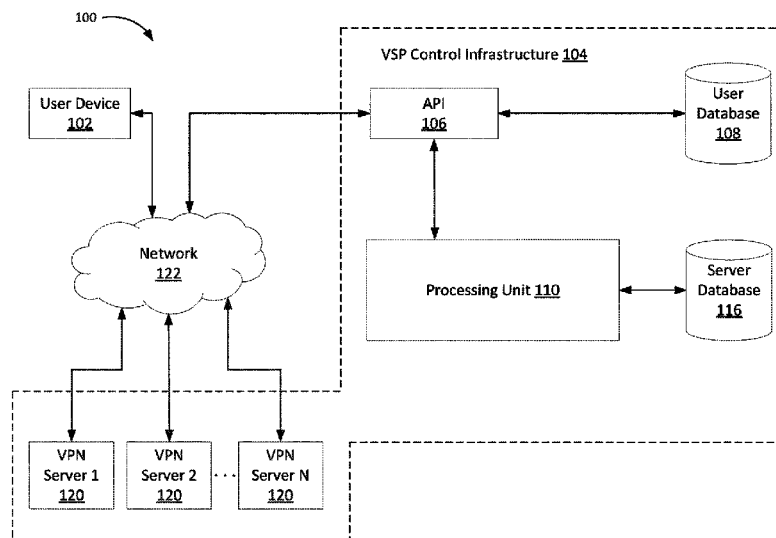 100
VSP Control Infrastructure 104
User Device
102
API
106
User
Database
108
Network
122
Processing Unit 110
Server
Database
116
VPN
Server 1
120
VPN
Server 2
120
...
VPN
Server N
120